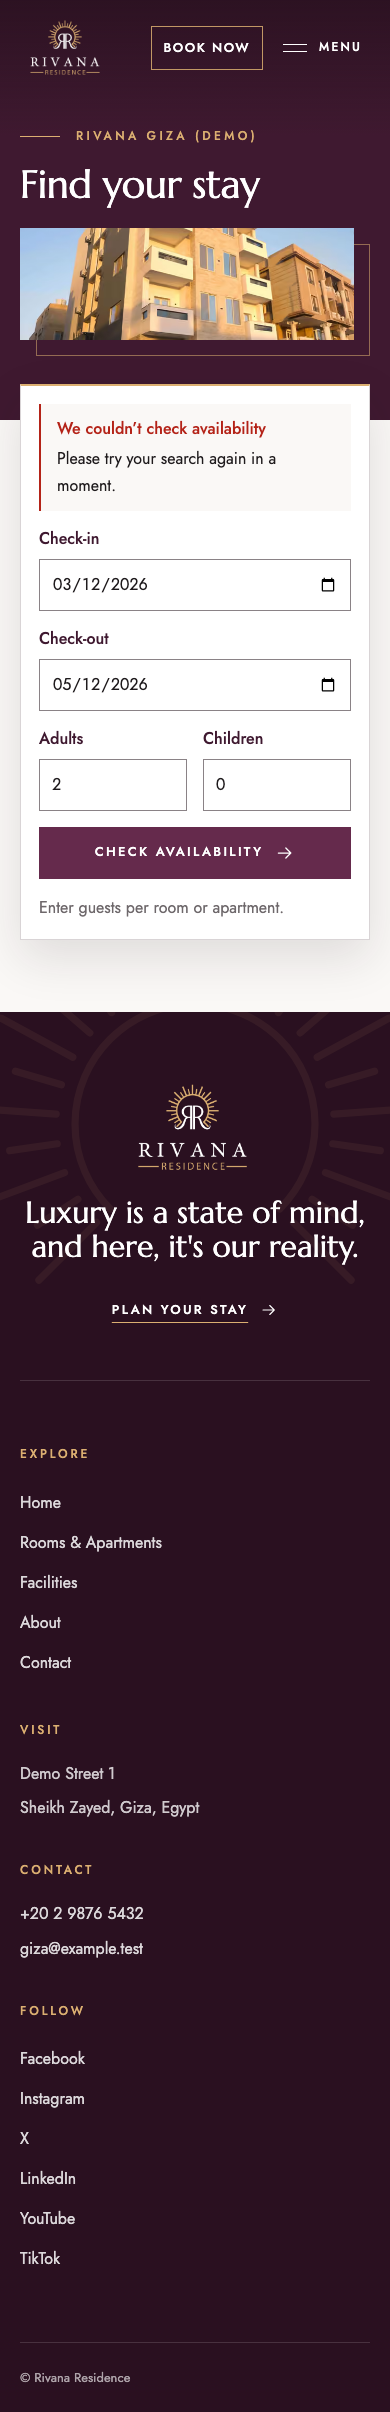 RIVANA
RESIDENCE
BOOK NOW
MENU
RIVANA GIZA (DEMO)
Find your stay
We couldn’t check availability
Please try your search again in a
moment.
Check-in
03/12/2026
Check-out
05/12/2026
Adults
Children
2
0
CHECK AVAILABILITY
Enter guests per room or apartment.
RIVANA
RESIDENCE
Luxury is a state of mind,
and here, it's our reality.
PLAN YOUR STAY
EXPLORE
Home
Rooms & Apartments
Facilities
About
Contact
VISIT
Demo Street 1
Sheikh Zayed, Giza, Egypt
CONTACT
+20 2 9876 5432
giza@example.test
FOLLOW
Facebook
Instagram
X
LinkedIn
YouTube
TikTok
© Rivana Residence